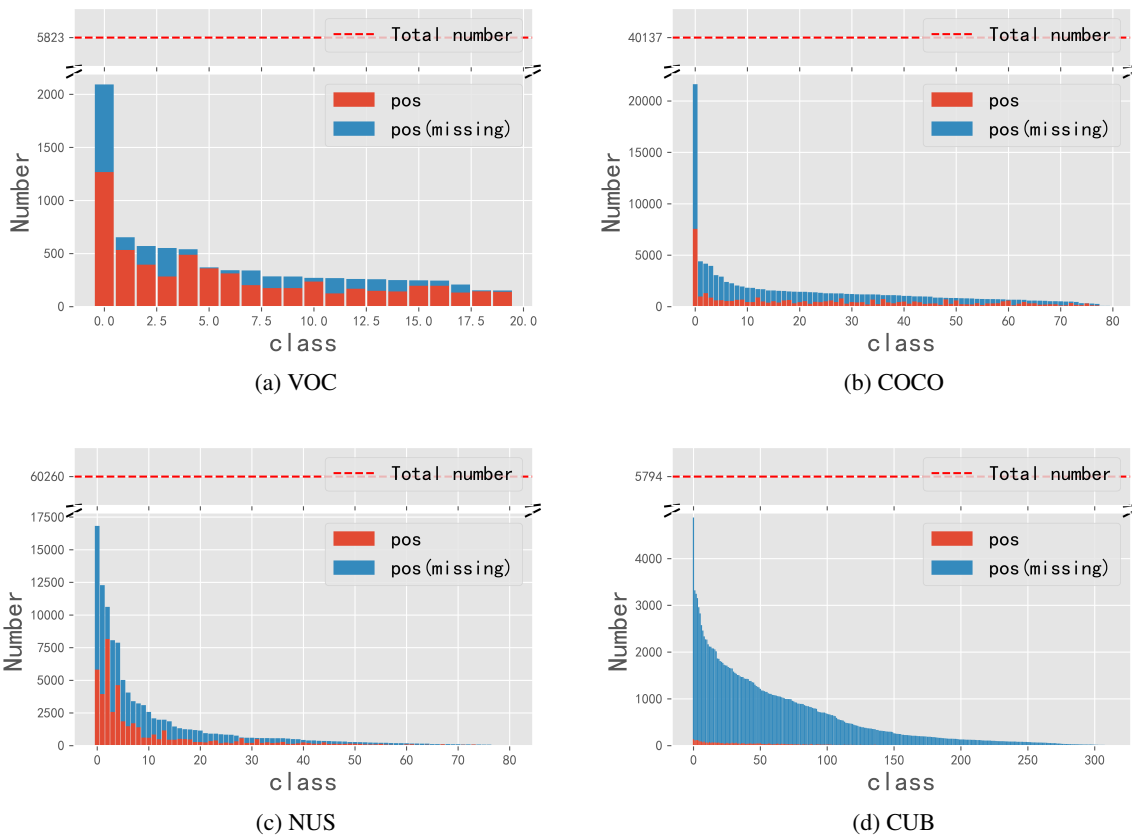 5823
Total number
2000
1500
1000
500
0
Number
pos
pos(missing)
0.0 2.5 5.0 7.5 10.0 12.5 15.0 17.5 20.0
class
(a) VOC
40137
Total number
20000
15000
10000
5000
0
Number
pos
pos(missing)
0 10 20 30 40 50 60 70 80
class
(b) COCO
60260
Total number
17500
15000
12500
10000
7500
5000
2500
0
Number
pos
pos(missing)
0 10 20 30 40 50 60 70 80
class
(c) NUS
5794
Total number
4000
3000
2000
1000
0
Number
pos
pos(missing)
0 50 100 150 200 250 300
class
(d) CUB